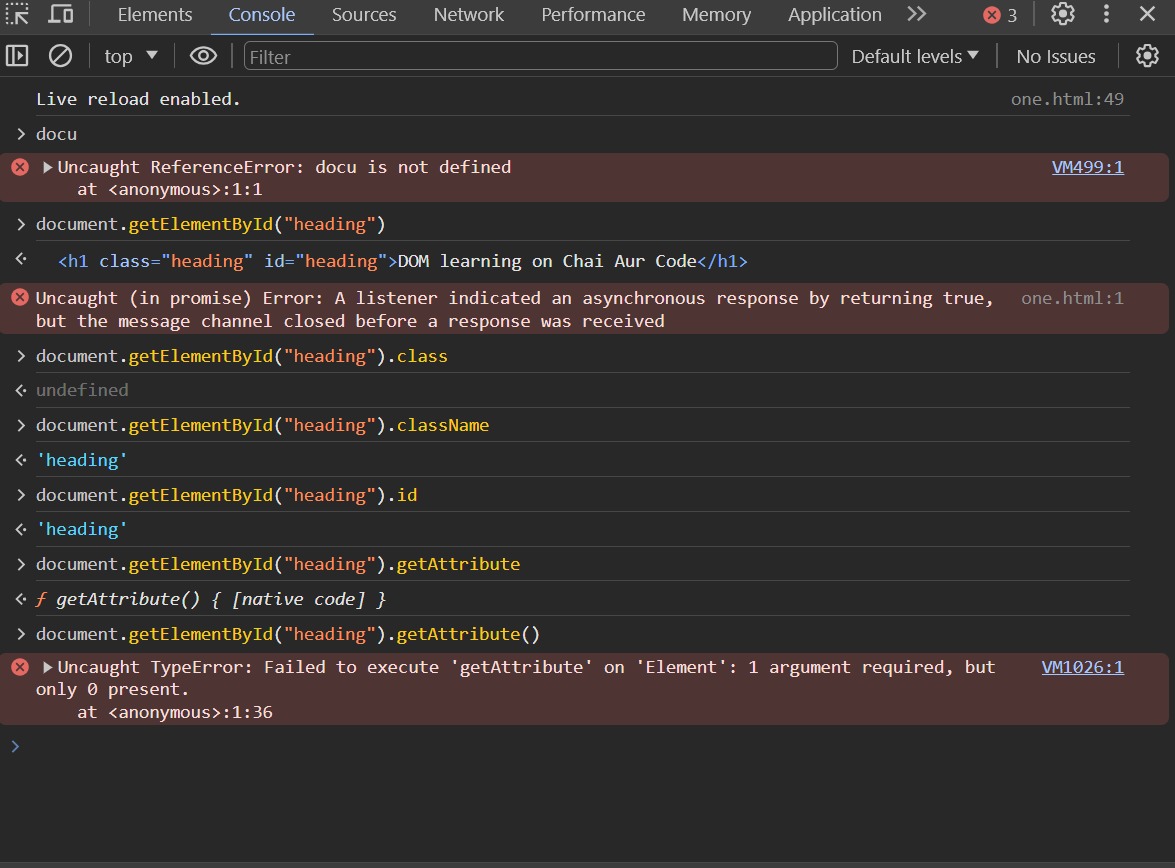 Elements Console Sources Network Performance Memory Application 3
top Filter Default levels No Issues
Live reload enabled. one.html:49
docu
Uncaught ReferenceError: docu is not defined VM499:1
at <anonymous>:1:1
document.getElementById("heading")
<h1 class="heading" id="heading">DOM learning on Chai Aur Code</h1>
Uncaught (in promise) Error: A listener indicated an asynchronous response by returning true, one.html:1
but the message channel closed before a response was received
document.getElementById("heading").class
undefined
document.getElementById("heading").className
'heading'
document.getElementById("heading").id
'heading'
document.getElementById("heading").getAttribute
ƒ getAttribute() { [native code] }
document.getElementById("heading").getAttribute()
Uncaught TypeError: Failed to execute 'getAttribute' on 'Element': 1 argument required, but VM1026:1
only 0 present.
at <anonymous>:1:36